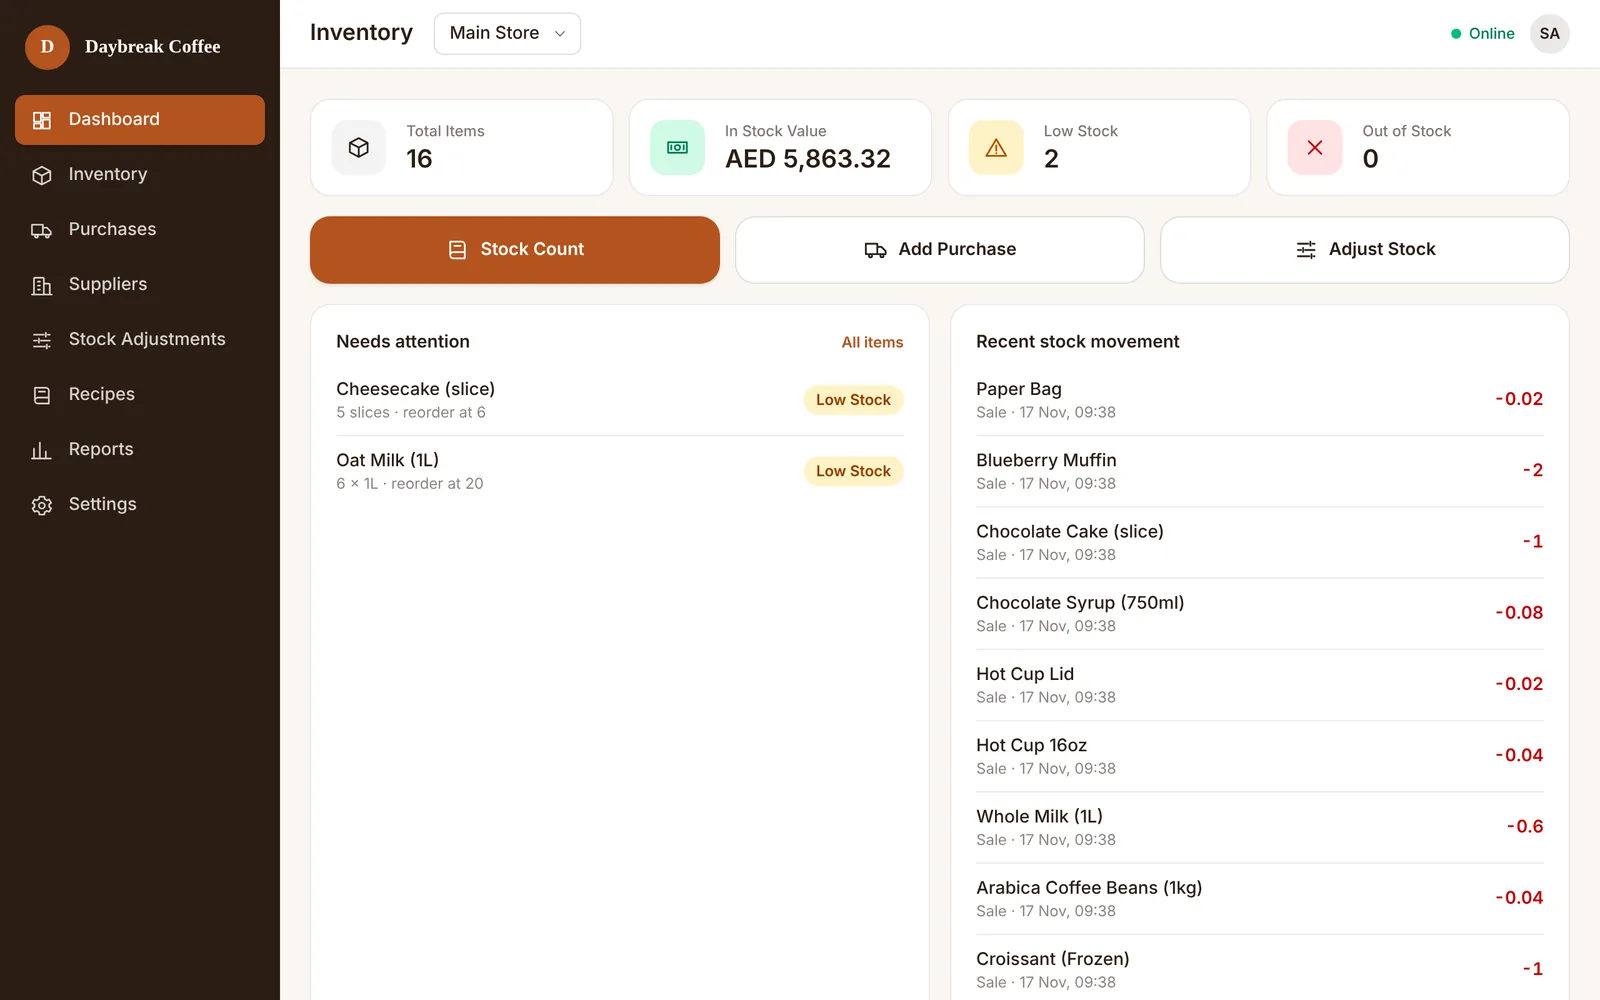 D
Daybreak Coffee
Dashboard
Inventory
Purchases
Suppliers
Stock Adjustments
Recipes
Reports
Settings
Inventory
Main Store
Online
SA
Total Items
16
In Stock Value
AED 5,863.32
Low Stock
2
Out of Stock
0
Stock Count
Add Purchase
Adjust Stock
Needs attention
All items
Cheesecake (slice)
5 slices · reorder at 6
Low Stock
Oat Milk (1L)
6 × 1L · reorder at 20
Low Stock
Recent stock movement
Paper Bag
Sale · 17 Nov, 09:38
-0.02
Blueberry Muffin
Sale · 17 Nov, 09:38
-2
Chocolate Cake (slice)
Sale · 17 Nov, 09:38
-1
Chocolate Syrup (750ml)
Sale · 17 Nov, 09:38
-0.08
Hot Cup Lid
Sale · 17 Nov, 09:38
-0.02
Hot Cup 16oz
Sale · 17 Nov, 09:38
-0.04
Whole Milk (1L)
Sale · 17 Nov, 09:38
-0.6
Arabica Coffee Beans (1kg)
Sale · 17 Nov, 09:38
-0.04
Croissant (Frozen)
Sale · 17 Nov, 09:38
-1